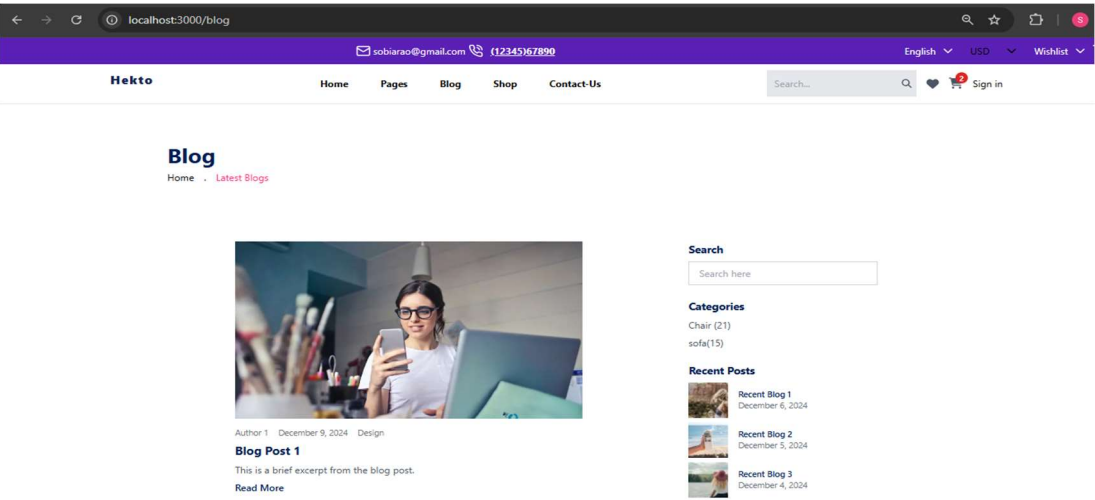 localhost:3000/blog
S
sobiarao@gmail.com (12345)67890 English USD Wishlist
Hekto Home Pages Blog Shop Contact-Us Search... 2 Sign in
Blog
Home . Latest Blogs
Search
Search here
Categories
Chair (21)
sofa(15)
Recent Posts
Recent Blog 1
December 6, 2024
Recent Blog 2
December 5, 2024
Recent Blog 3
December 4, 2024
Author 1 December 9, 2024 Design
Blog Post 1
This is a brief excerpt from the blog post.
Read More